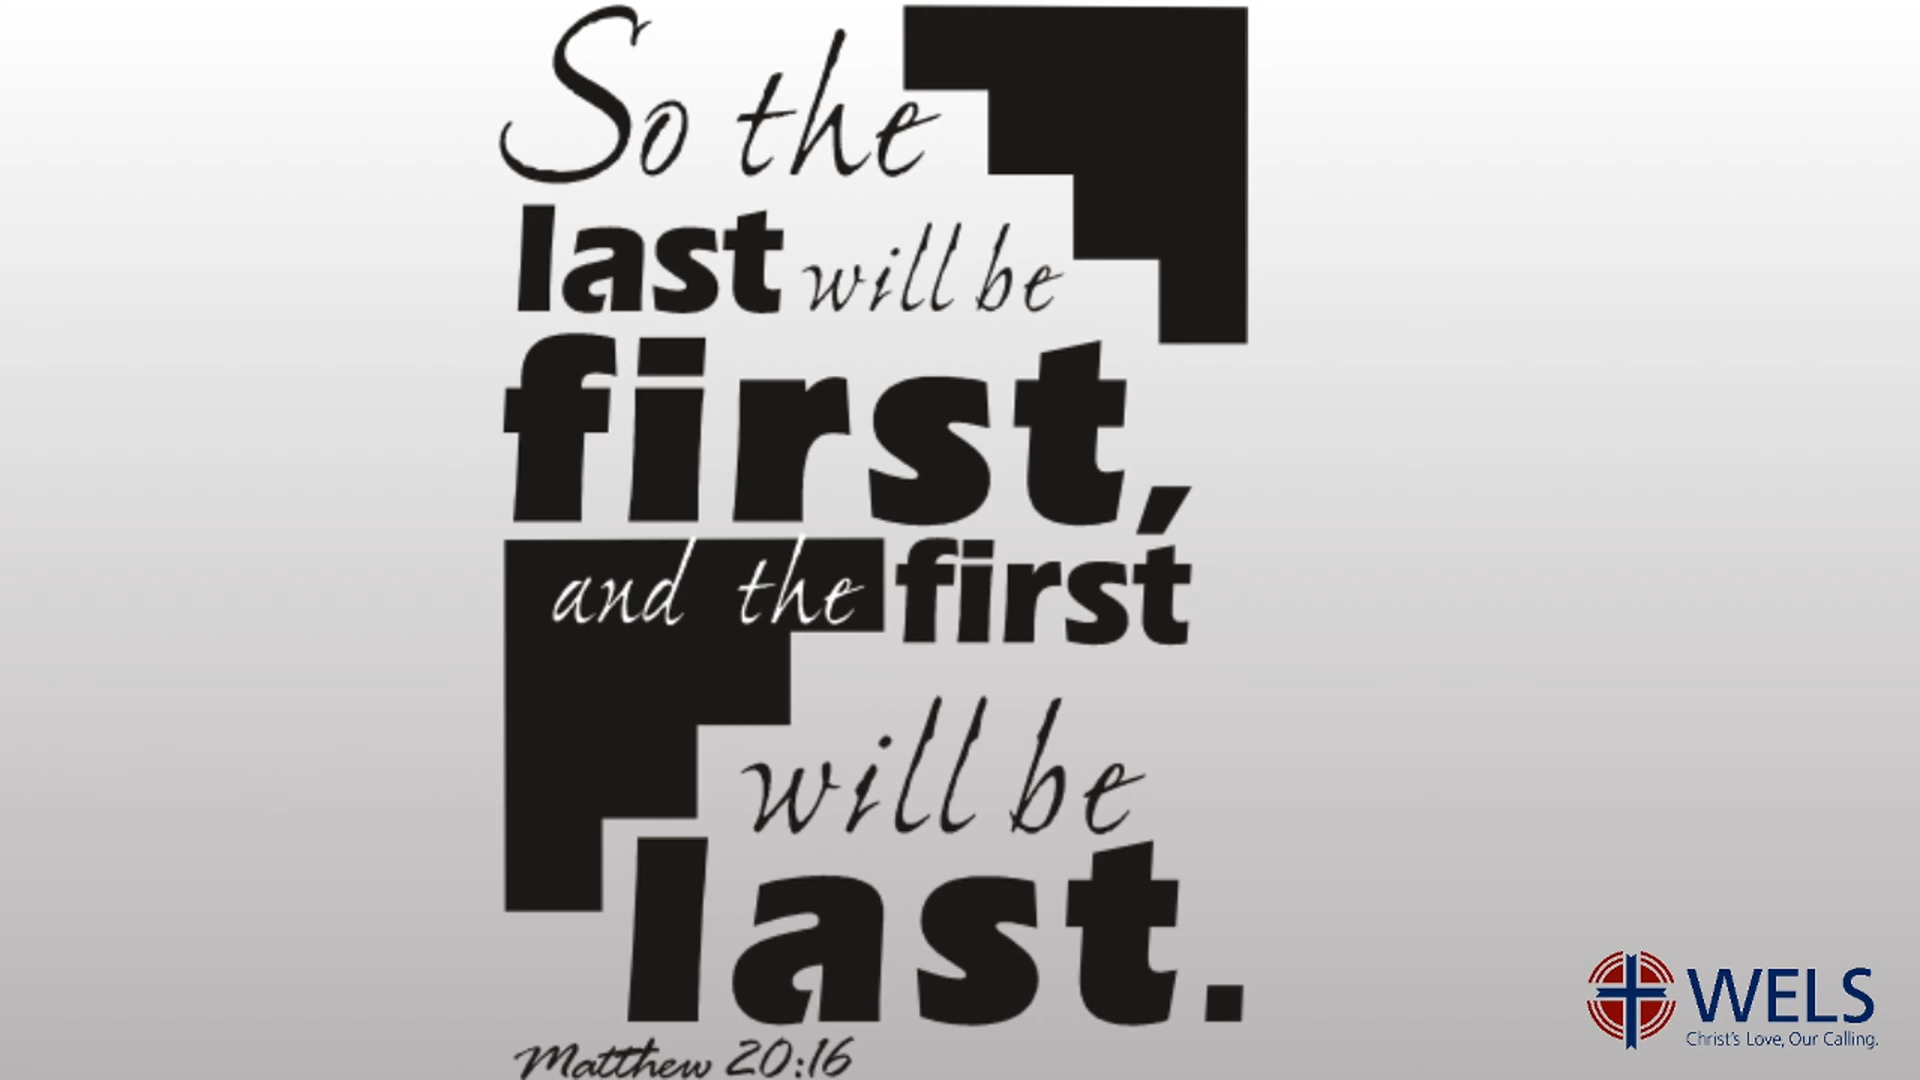 So the
last will be
first,
and the first
will be
last.
Matthew 20:16
WELS
Christ's Love, Our Calling.